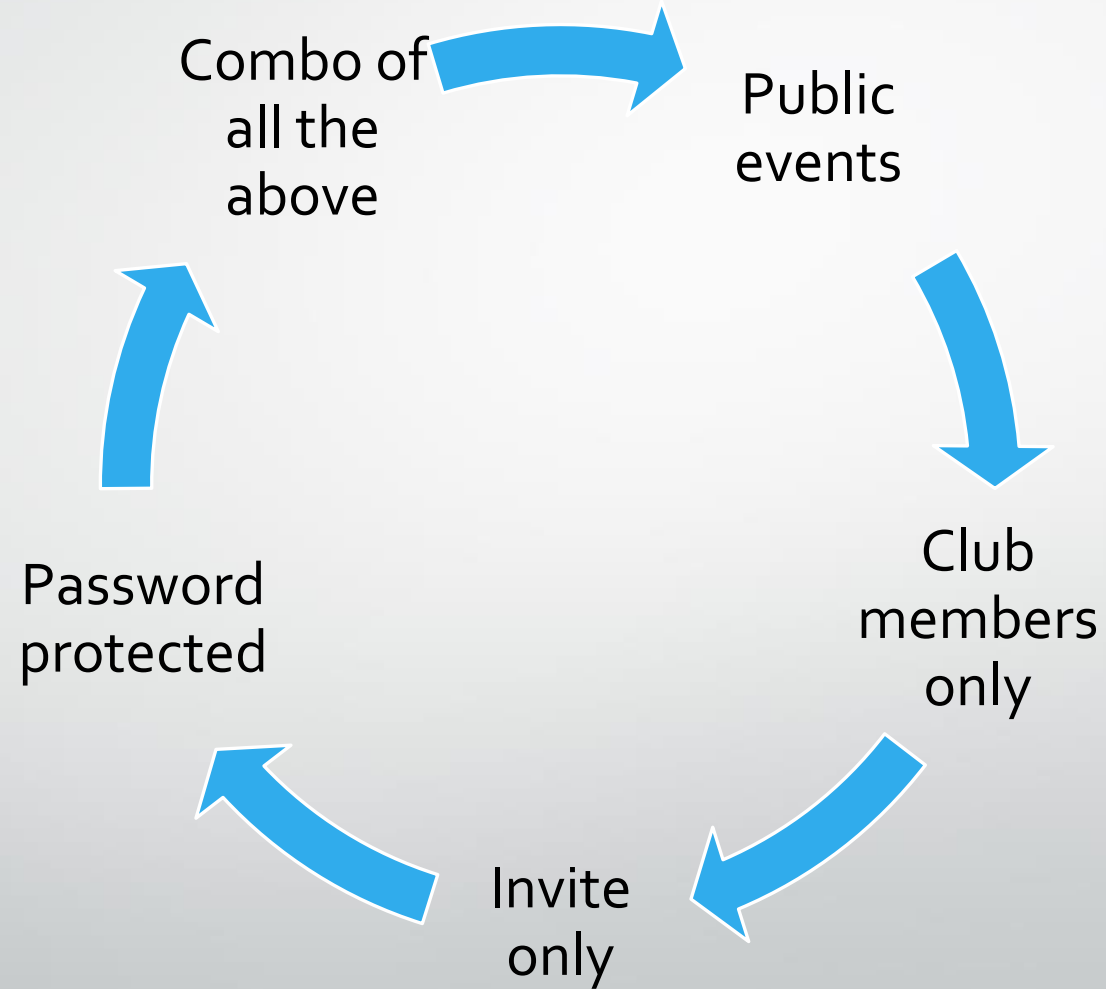 Combo of
all the
above
Public
events
Club
members
only
Invite
only
Password
protected